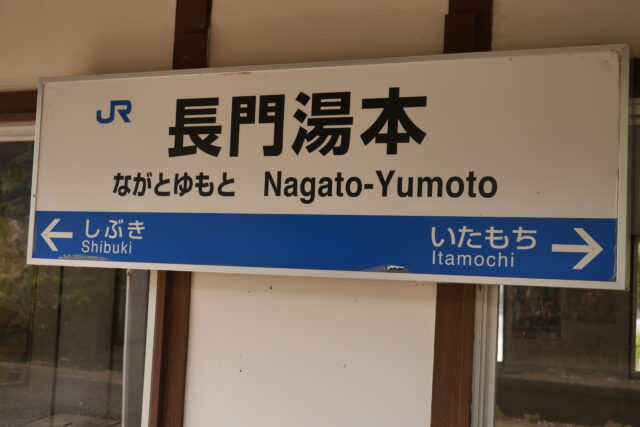 JR 長門湯本
ながとゆもと Nagato-Yumoto
← しぶき いたもち →
Shibuki Itamochi